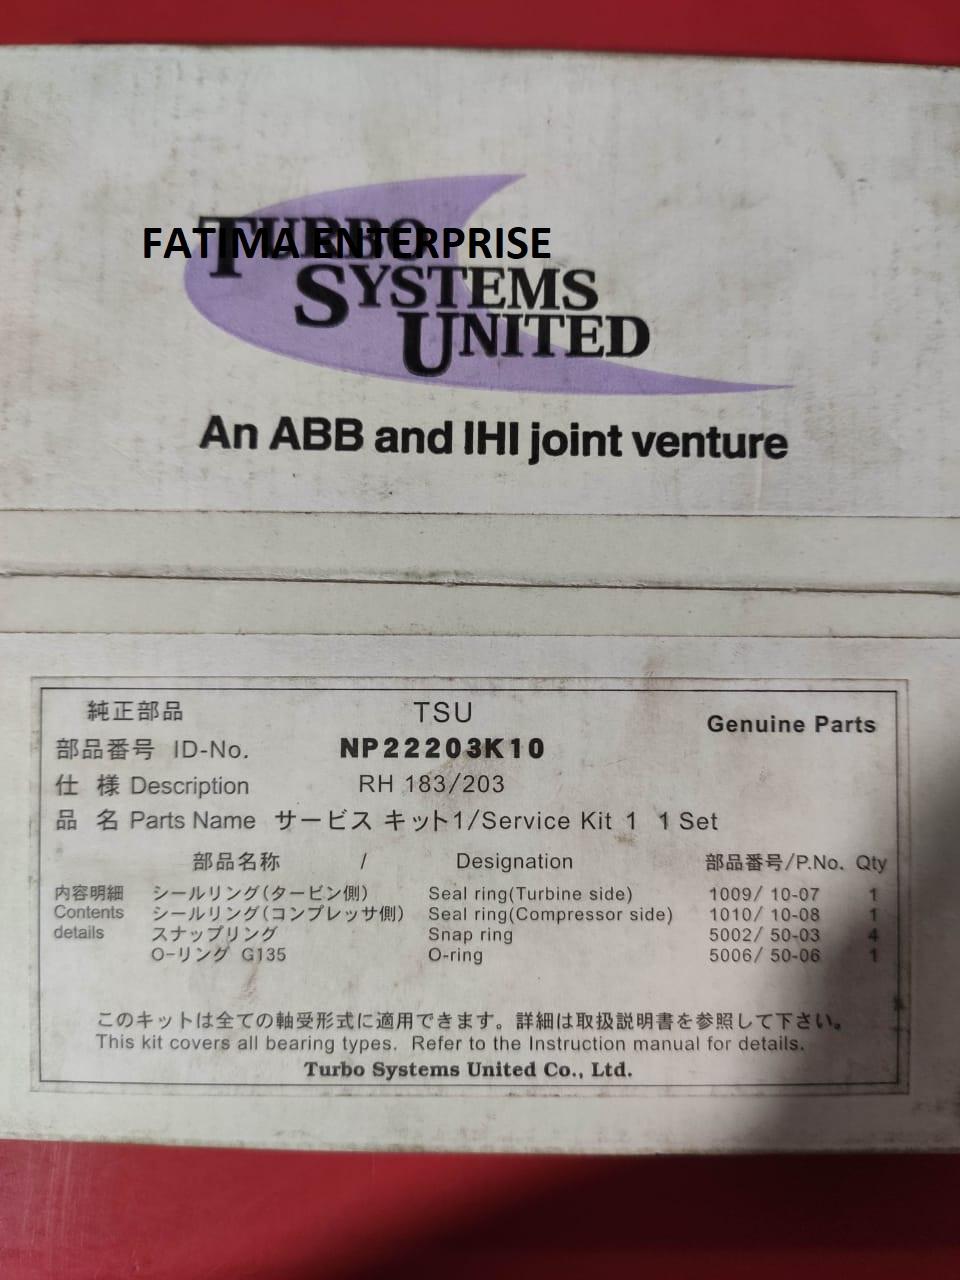 FATIMA ENTERPRISE
TURBO
SYSTEMS
UNITED
An ABB and IHI joint venture
純正部品 TSU Genuine Parts
部品番号 ID-No. NP22203K10
仕 様 Description RH 183/203
品 名 Parts Name サービス キット1/Service Kit 1 1 Set
部品名称 / Designation 部品番号/P.No. Qty
内容明細 シールリング(タービン側) Seal ring(Turbine side) 1009/ 10-07 1
Contents シールリング(コンプレッサ側) Seal ring(Compressor side) 1010/ 10-08 1
details スナップリング Snap ring 5002/ 50-03 4
O-リング G135 O-ring 5006/ 50-06 1
このキットは全ての軸受形式に適用できます。詳細は取扱説明書を参照して下さい。
This kit covers all bearing types. Refer to the Instruction manual for details.
Turbo Systems United Co., Ltd.